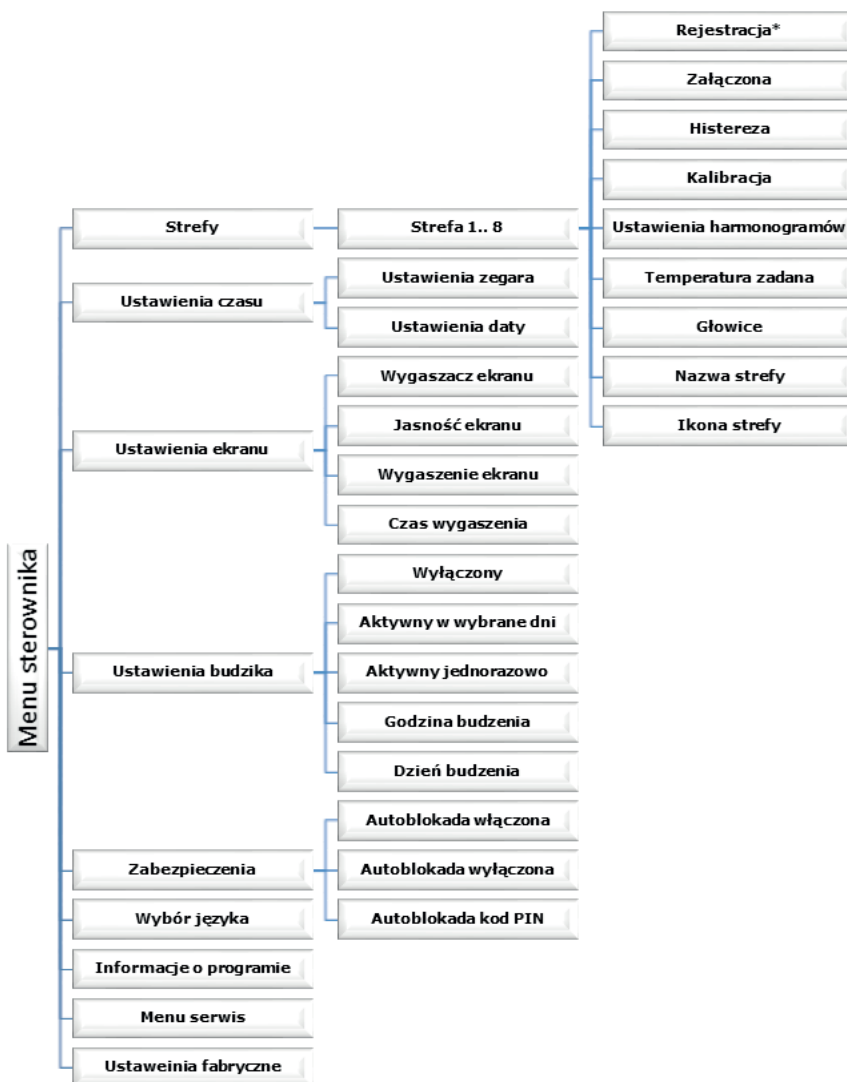 Menu sterownika
Strefy
Strefa 1.. 8
Rejestracja*
Załączona
Histereza
Kalibracja
Ustawienia harmonogramów
Temperatura zadana
Głowice
Nazwa strefy
Ikona strefy
Ustawienia czasu
Ustawienia zegara
Ustawienia daty
Ustawienia ekranu
Wygaszacz ekranu
Jasność ekranu
Wygaszenie ekranu
Czas wygaszenia
Ustawienia budzika
Wyłączony
Aktywny w wybrane dni
Aktywny jednorazowo
Godzina budzenia
Dzień budzenia
Zabezpieczenia
Autoblokada włączona
Autoblokada wyłączona
Autoblokada kod PIN
Wybór języka
Informacje o programie
Menu serwis
Ustaweinia fabryczne